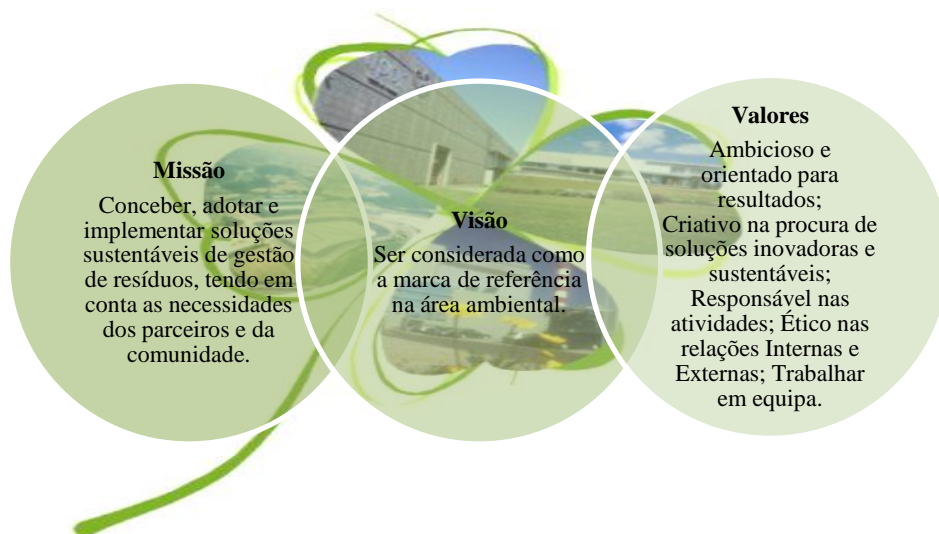 Missão
Conceber, adotar e
implementar soluções
sustentáveis de gestão
de resíduos, tendo em
conta as necessidades
dos parceiros e da
comunidade.
Visão
Ser considerada como
a marca de referência
na área ambiental.
Valores
Ambicioso e
orientado para
resultados;
Criativo na procura de
soluções inovadoras e
sustentáveis;
Responsável nas
atividades; Ético nas
relações Internas e
Externas; Trabalhar
em equipa.